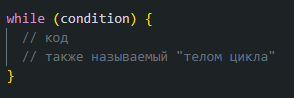 while (condition) {
// код
// также называемый "телом цикла"
}